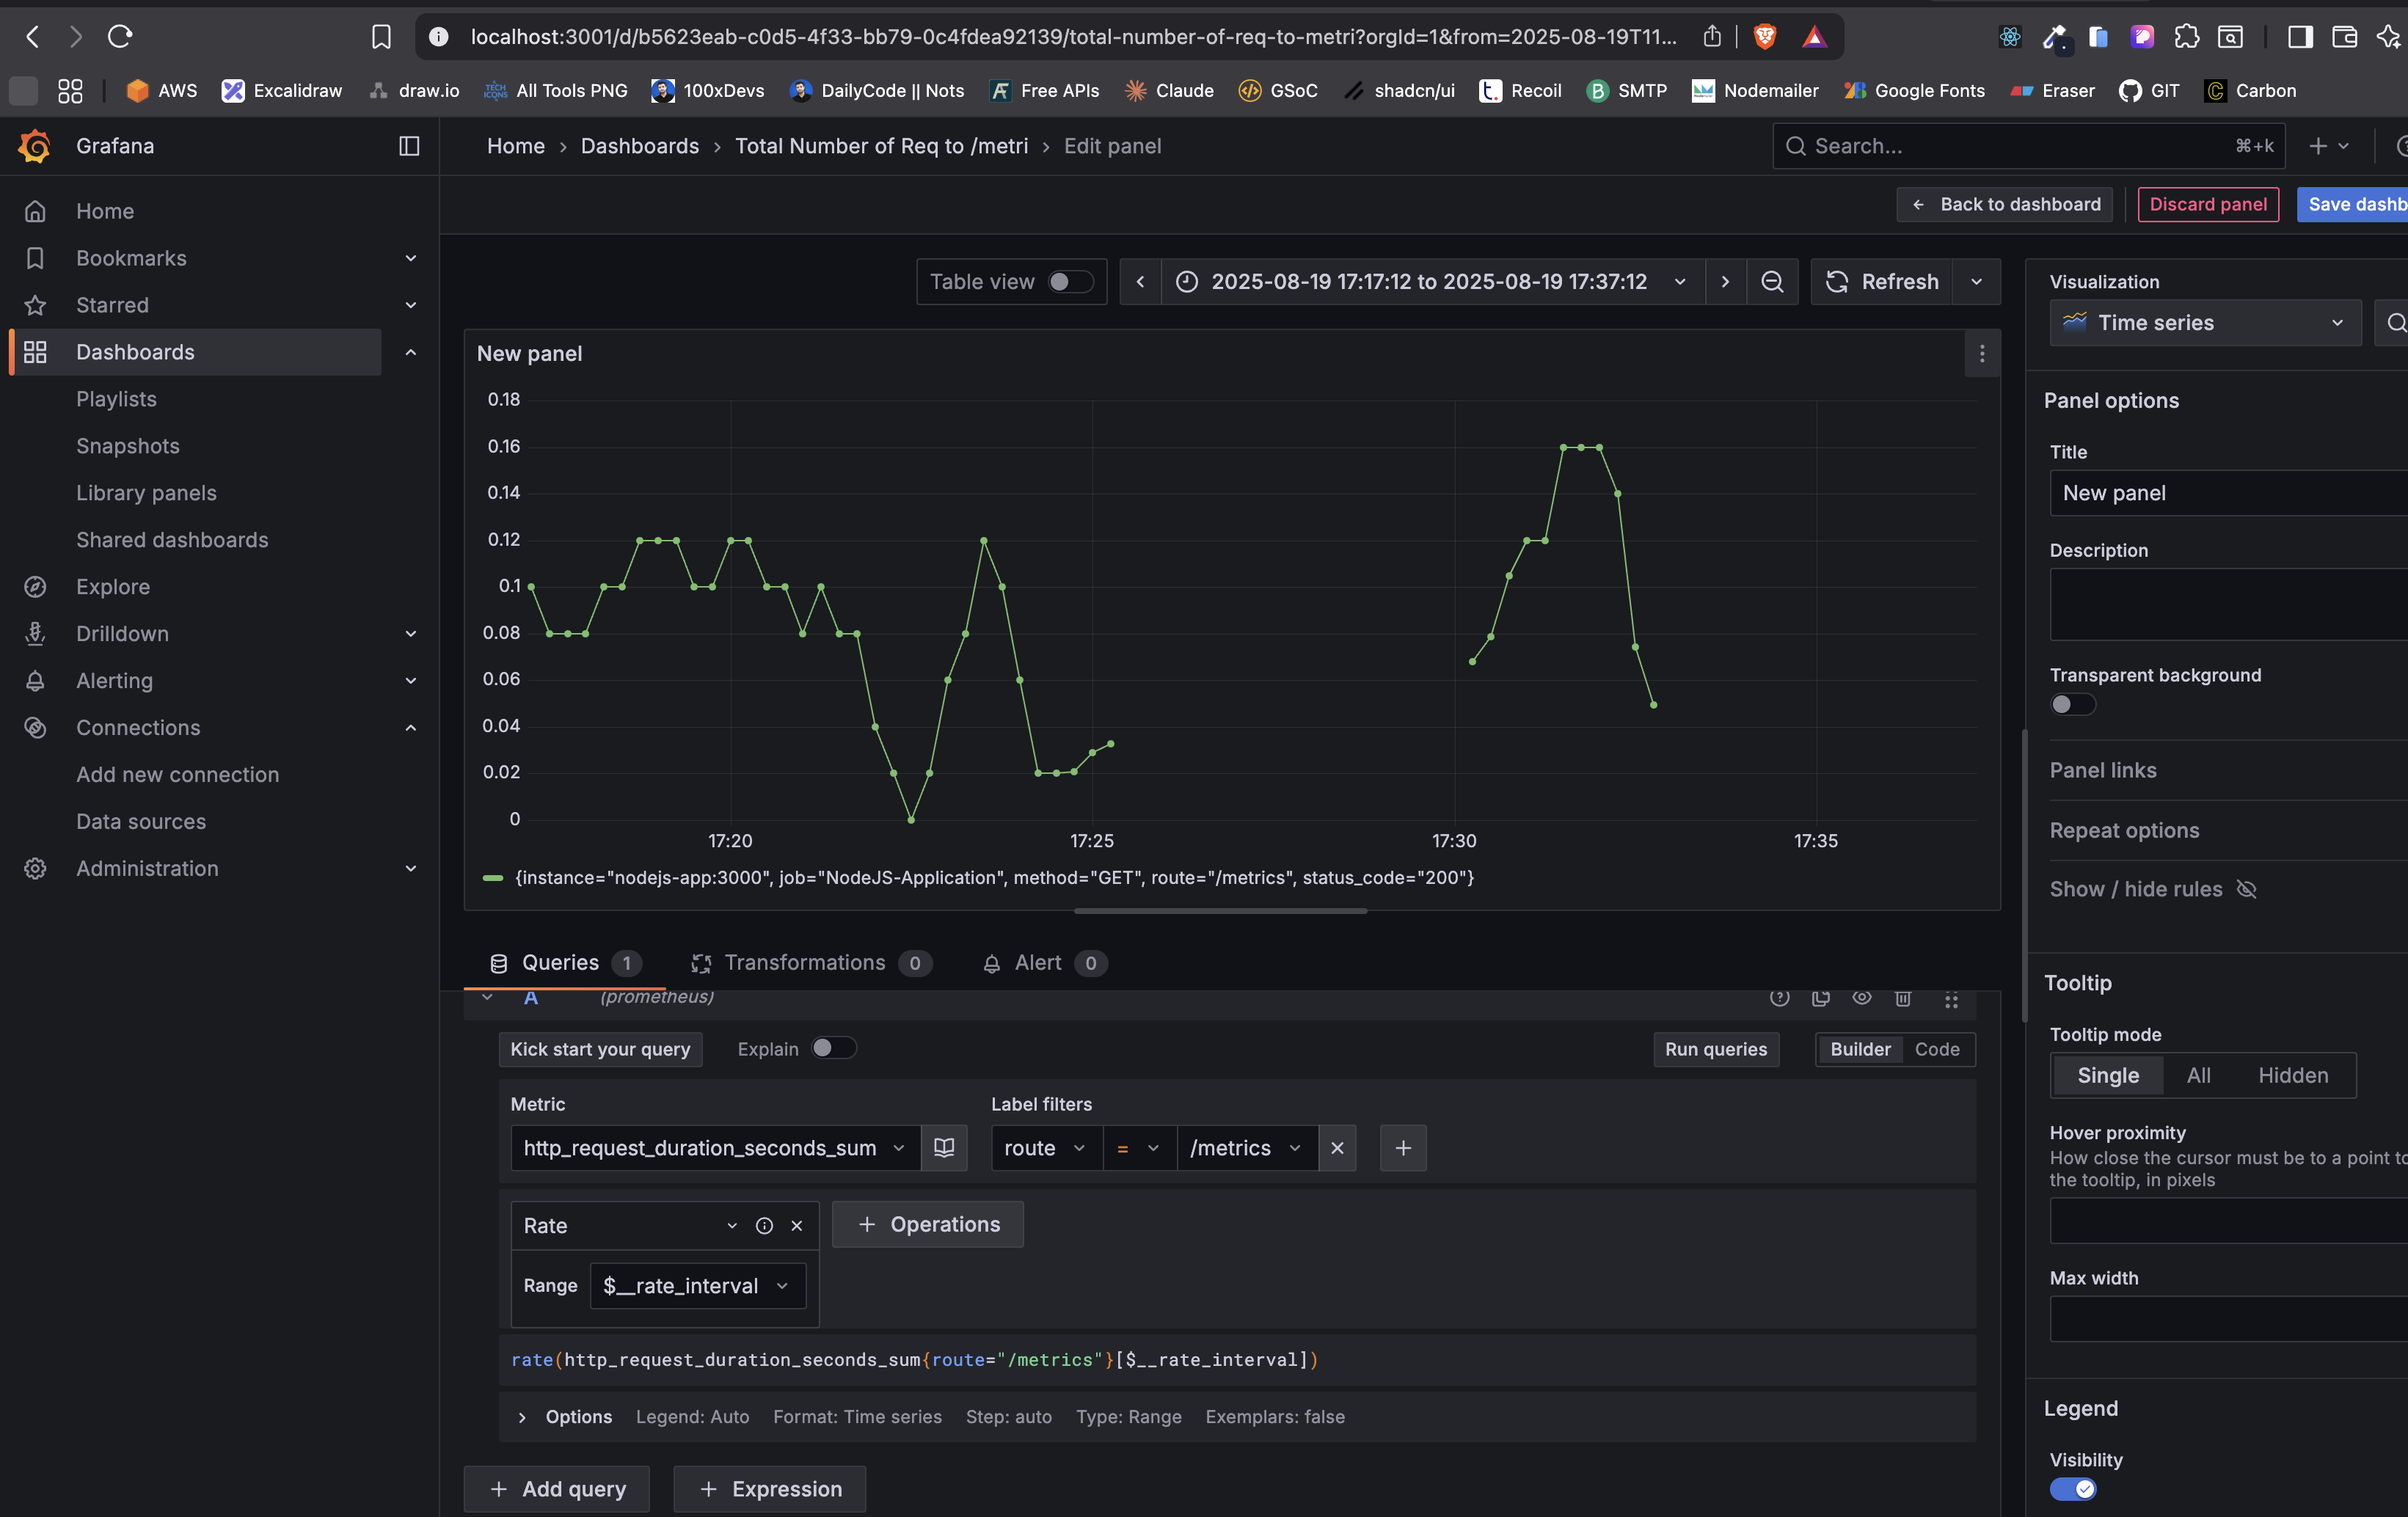 localhost:3001/d/b5623eab-c0d5-4f33-bb79-0c4fdea92139/total-number-of-req-to-metri?orgId=1&from=2025-08-19T11...
AWS Excalidraw draw.io All Tools PNG 100xDevs DailyCode || Nots Free APIs Claude GSoC shadcn/ui Recoil SMTP Nodemailer Google Fonts Eraser GIT Carbon
Grafana
Home › Dashboards › Total Number of Req to /metri › Edit panel
Search... ⌘+k
Back to dashboard
Discard panel
Save dashb
Home
Bookmarks
Starred
Dashboards
Playlists
Snapshots
Library panels
Shared dashboards
Explore
Drilldown
Alerting
Connections
Add new connection
Data sources
Administration
Table view
2025-08-19 17:17:12 to 2025-08-19 17:37:12
Refresh
New panel
0.18
0.16
0.14
0.12
0.1
0.08
0.06
0.04
0.02
0
17:20 17:25 17:30 17:35
{instance="nodejs-app:3000", job="NodeJS-Application", method="GET", route="/metrics", status_code="200"}
Queries 1 Transformations 0 Alert 0
A (prometheus)
Kick start your query Explain Run queries Builder Code
Metric Label filters
http_request_duration_seconds_sum route = /metrics
Rate
Operations
Range $__rate_interval
rate(http_request_duration_seconds_sum{route="/metrics"}[$__rate_interval])
Options Legend: Auto Format: Time series Step: auto Type: Range Exemplars: false
+ Add query + Expression
Visualization
Time series
Panel options
Title
New panel
Description
Transparent background
Panel links
Repeat options
Show / hide rules
Tooltip
Tooltip mode
Single All Hidden
Hover proximity
How close the cursor must be to a point to
the tooltip, in pixels
Max width
Legend
Visibility